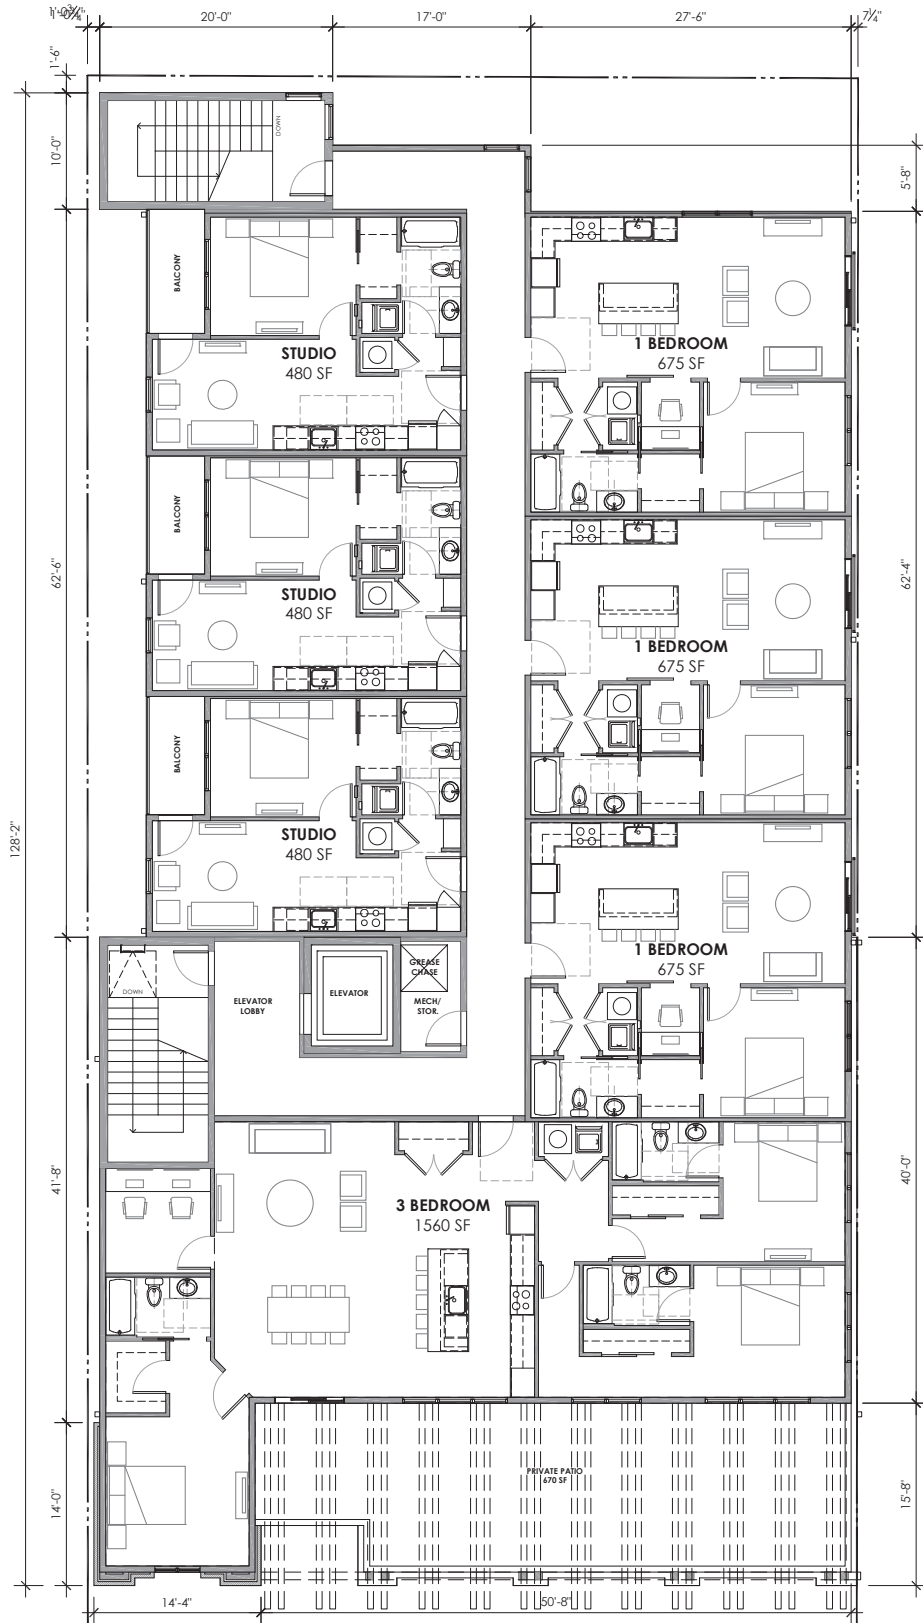 20'-0"
17'-0"
27'-6"
7¼"
1'-6"
10'-0"
5'-8"
DOWN
BALCONY
STUDIO
480 SF
1 BEDROOM
675 SF
BALCONY
STUDIO
480 SF
62'-6"
62'-4"
1 BEDROOM
675 SF
BALCONY
STUDIO
480 SF
128'-2"
1 BEDROOM
675 SF
GREASE
CHASE
DOWN
ELEVATOR
LOBBY
ELEVATOR
MECH/
STOR.
41'-8"
40'-0"
3 BEDROOM
1560 SF
PRIVATE PATIO
670 SF
14'-0"
15'-8"
14'-4"
50'-8"